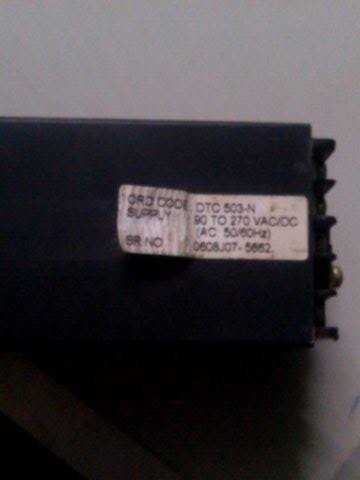 ORD CODE DTC 503-N
SUPPLY 90 TO 270 VAC/DC
(AC 50/60Hz)
SR.NO. 0608J07-5662